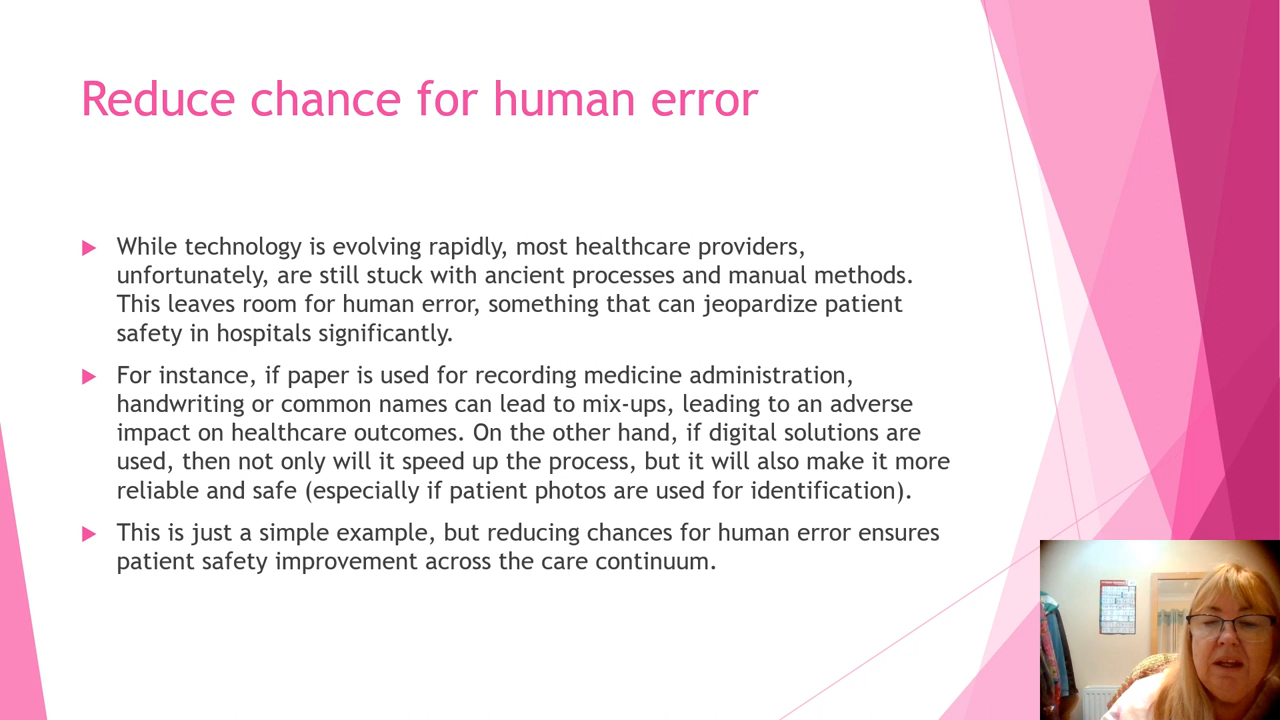 Reduce chance for human error
While technology is evolving rapidly, most healthcare providers,
unfortunately, are still stuck with ancient processes and manual methods.
This leaves room for human error, something that can jeopardize patient
safety in hospitals significantly.
For instance, if paper is used for recording medicine administration,
handwriting or common names can lead to mix-ups, leading to an adverse
impact on healthcare outcomes. On the other hand, if digital solutions are
used, then not only will it speed up the process, but it will also make it more
reliable and safe (especially if patient photos are used for identification).
This is just a simple example, but reducing chances for human error ensures
patient safety improvement across the care continuum.